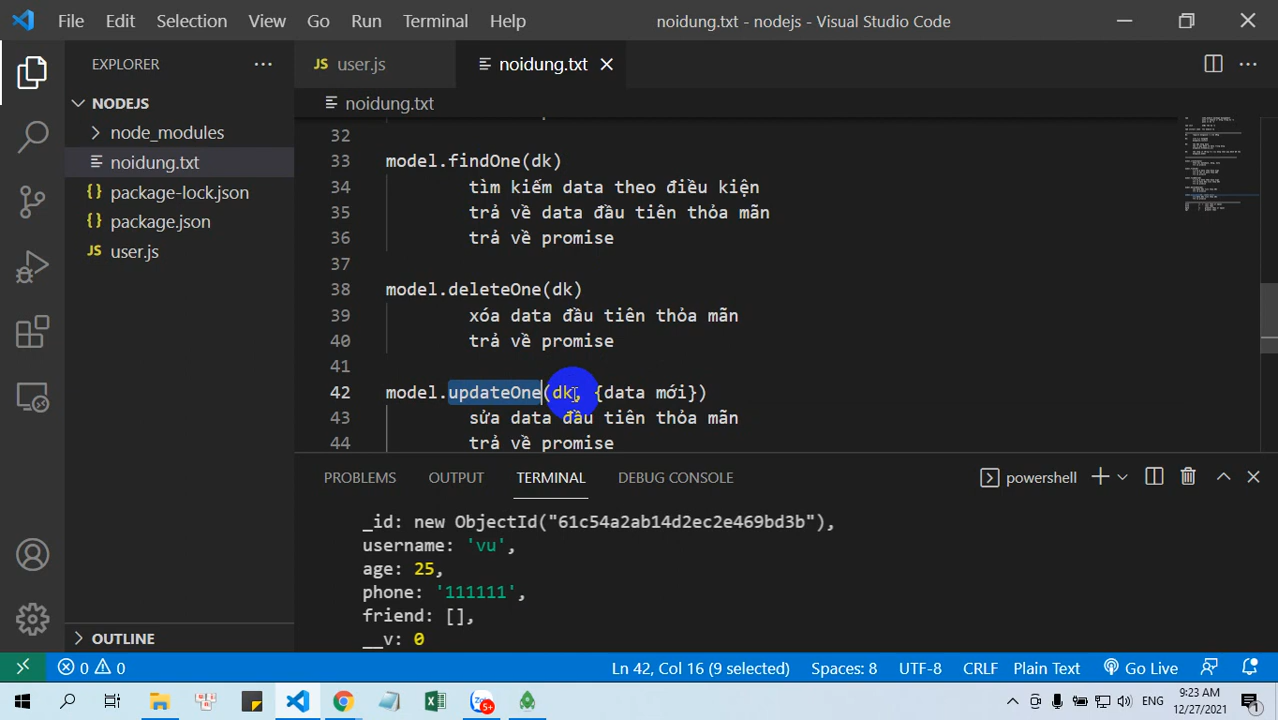 File Edit Selection View Go Run Terminal Help noidung.txt - nodejs - Visual Studio Code
EXPLORER
NODEJS
node_modules
noidung.txt
{} package-lock.json
{} package.json
JS user.js
OUTLINE
JS user.js
noidung.txt
noidung.txt
32
33 model.findOne(dk)
34 tìm kiếm data theo điều kiện
35 trả về data đầu tiên thỏa mãn
36 trả về promise
37
38 model.deleteOne(dk)
39 xóa data đầu tiên thỏa mãn
40 trả về promise
41
42 model.updateOne(dk, {data mới})
43 sửa data đầu tiên thỏa mãn
44 trả về promise
PROBLEMS OUTPUT TERMINAL DEBUG CONSOLE powershell
_id: new ObjectId("61c54a2ab14d2ec2e469bd3b"),
username: 'vu',
age: 25,
phone: '111111',
friend: [],
__v: 0
0 0 Ln 42, Col 16 (9 selected) Spaces: 8 UTF-8 CRLF Plain Text Go Live
Zalo 5+ ENG 9:23 AM
12/27/2021 1